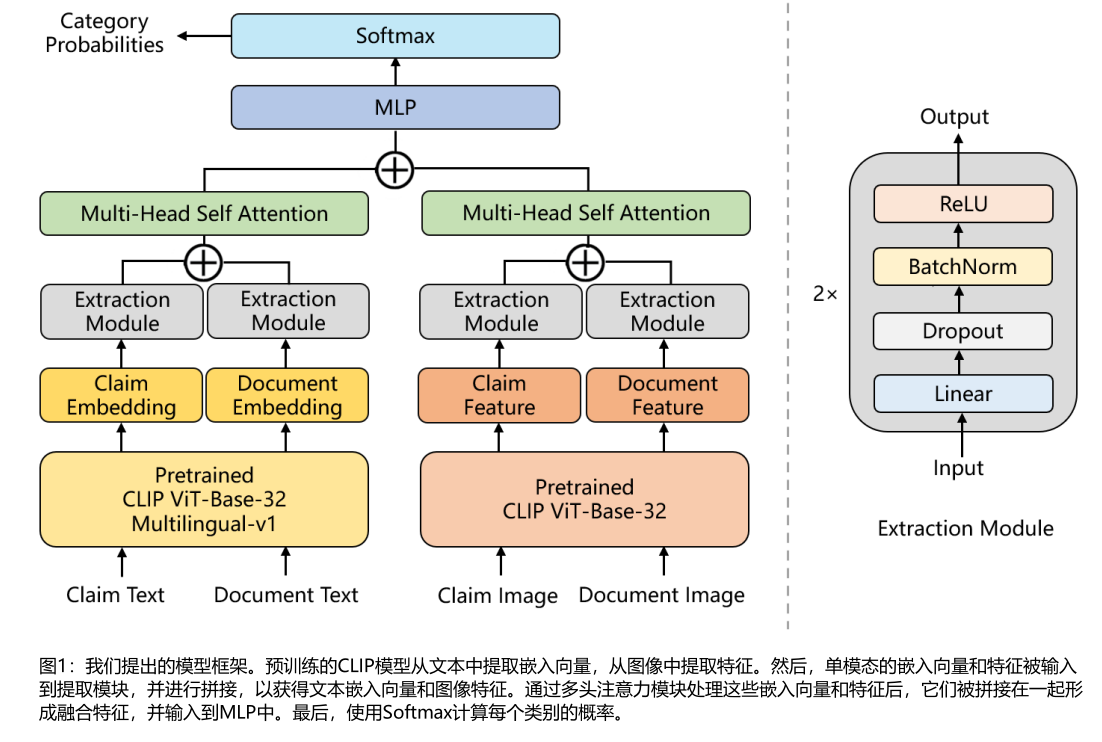 Category
Probabilities
Softmax
MLP
Multi-Head Self Attention
Multi-Head Self Attention
Extraction
Module
Extraction
Module
Extraction
Module
Extraction
Module
Claim
Embedding
Document
Embedding
Claim
Feature
Document
Feature
Pretrained
CLIP ViT-Base-32
Multilingual-v1
Pretrained
CLIP ViT-Base-32
Claim Text
Document Text
Claim Image
Document Image
Output
ReLU
BatchNorm
2×
Dropout
Linear
Input
Extraction Module
图1：我们提出的模型框架。预训练的CLIP模型从文本中提取嵌入向量，从图像中提取特征。然后，单模态的嵌入向量和特征被输入
到提取模块，并进行拼接，以获得文本嵌入向量和图像特征。通过多头注意力模块处理这些嵌入向量和特征后，它们被拼接在一起形
成融合特征，并输入到MLP中。最后，使用Softmax计算每个类别的概率。